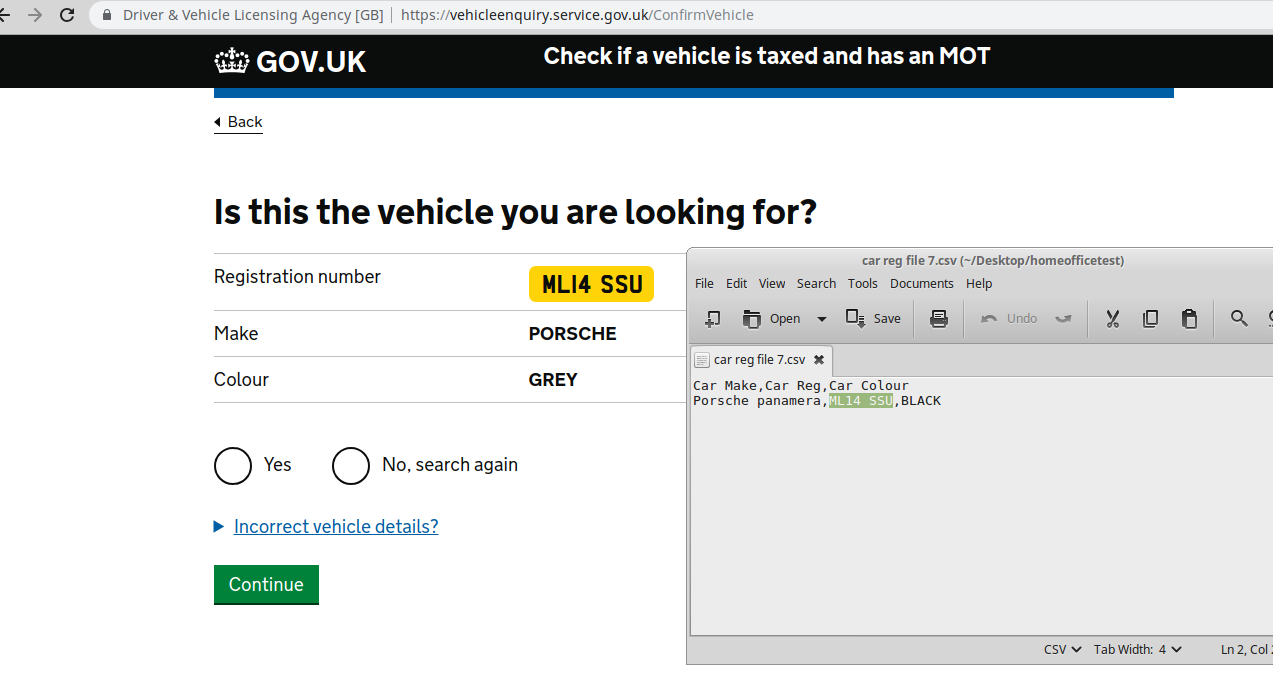 Driver & Vehicle Licensing Agency [GB] https://vehicleenquiry.service.gov.uk/ConfirmVehicle
GOV.UK
Check if a vehicle is taxed and has an MOT
Back
Is this the vehicle you are looking for?
Registration number ML14 SSU
Make PORSCHE
Colour GREY
Yes No, search again
Incorrect vehicle details?
Continue
car reg file 7.csv (~/Desktop/homeofficetest)
File Edit View Search Tools Documents Help
Open Save Undo
car reg file 7.csv
Car Make,Car Reg,Car Colour
Porsche panamera,ML14 SSU,BLACK
CSV Tab Width: 4 Ln 2, Col